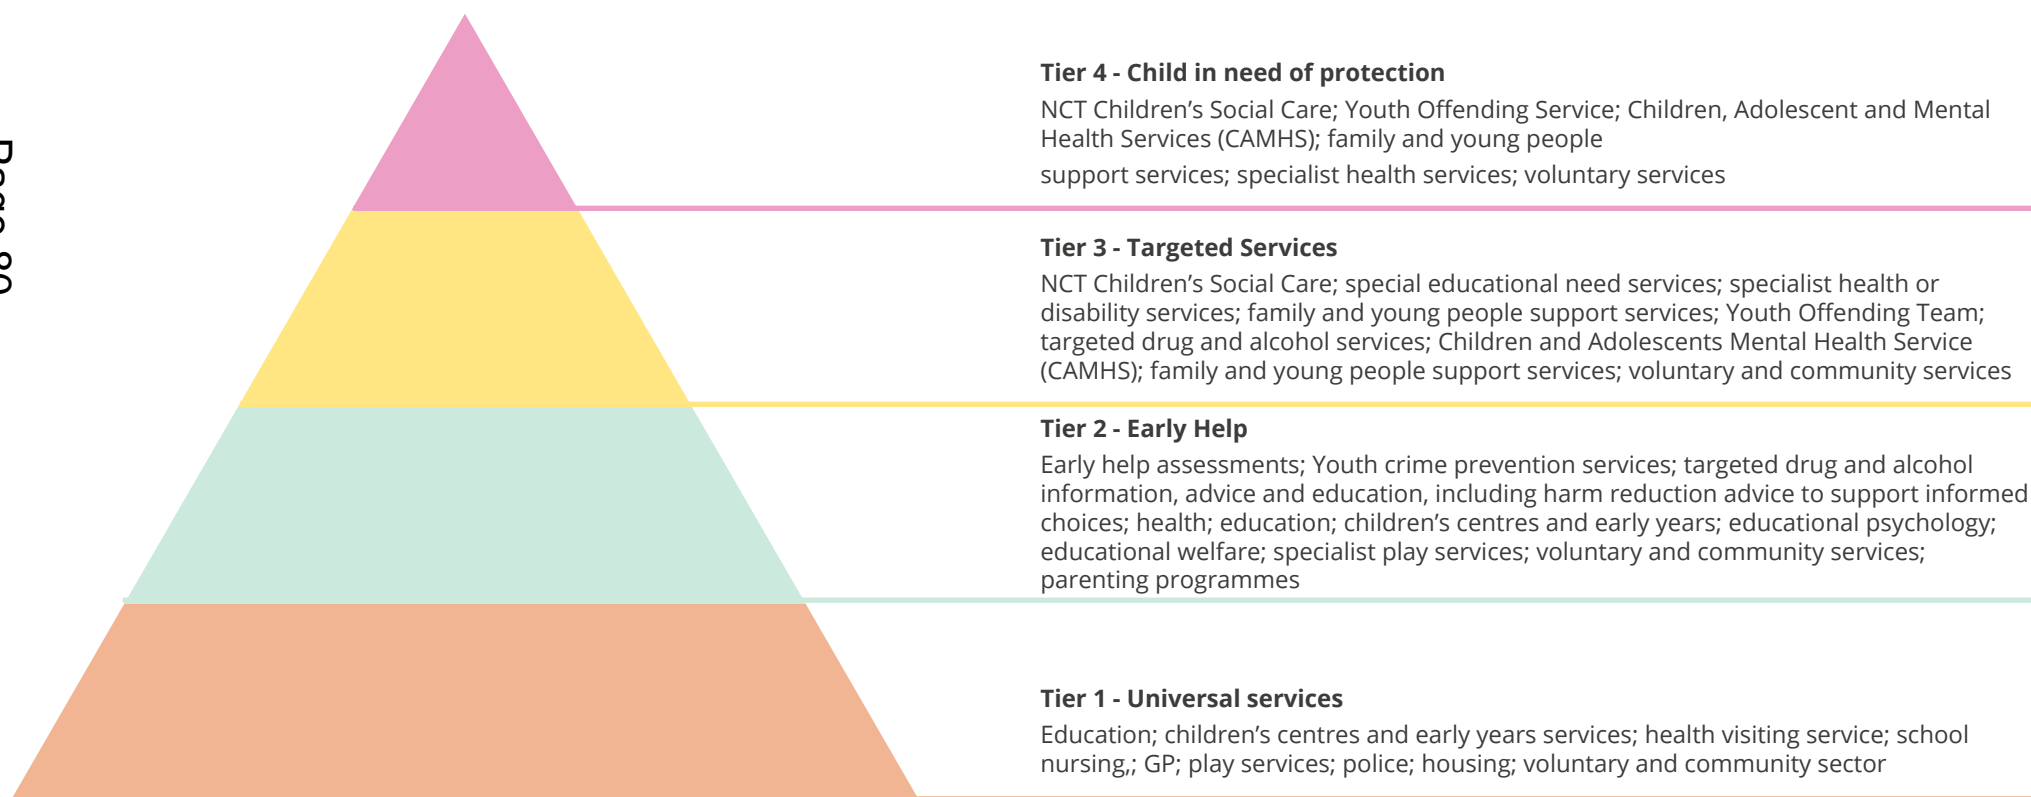 Tier 4 - Child in need of protection
NCT Children’s Social Care; Youth Offending Service; Children, Adolescent and Mental
Health Services (CAMHS); family and young people
support services; specialist health services; voluntary services
Tier 3 - Targeted Services
NCT Children’s Social Care; special educational need services; specialist health or
disability services; family and young people support services; Youth Offending Team;
targeted drug and alcohol services; Children and Adolescents Mental Health Service
(CAMHS); family and young people support services; voluntary and community services
Tier 2 - Early Help
Early help assessments; Youth crime prevention services; targeted drug and alcohol
information, advice and education, including harm reduction advice to support informed
choices; health; education; children’s centres and early years; educational psychology;
educational welfare; specialist play services; voluntary and community services;
parenting programmes
Tier 1 - Universal services
Education; children’s centres and early years services; health visiting service; school
nursing,; GP; play services; police; housing; voluntary and community sector